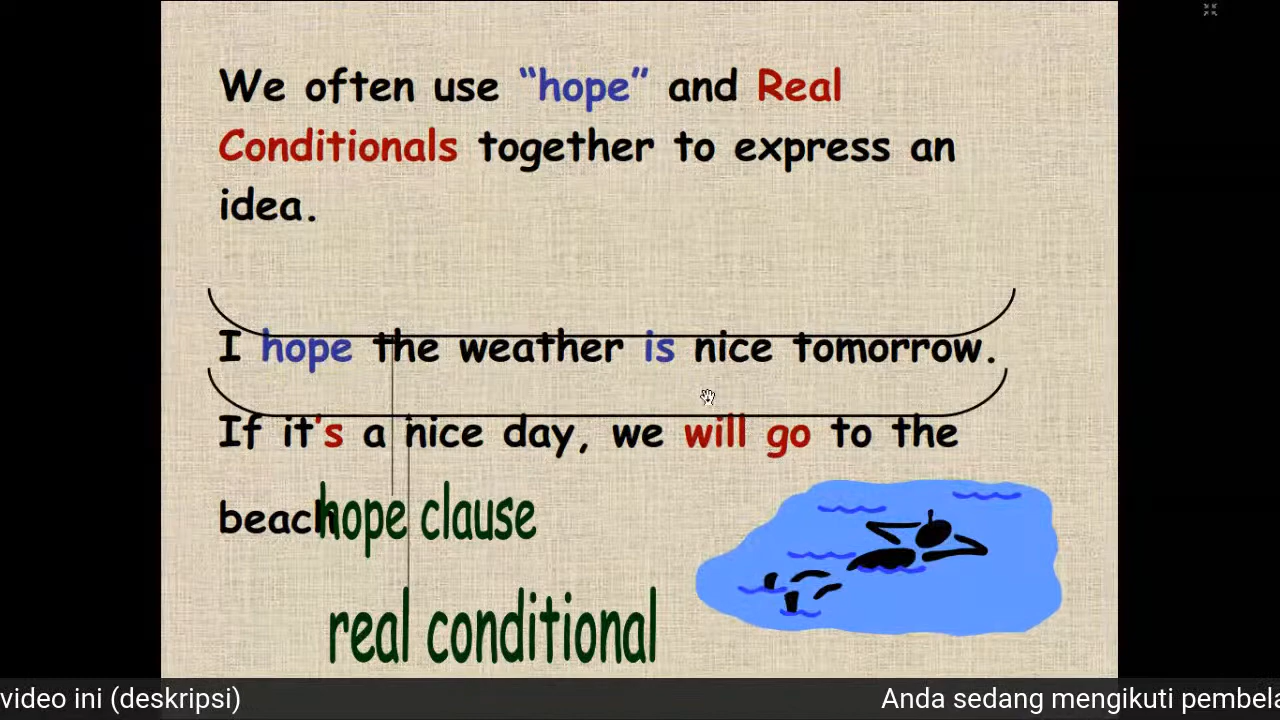 We often use “hope” and Real
Conditionals together to express an
idea.
I hope the weather is nice tomorrow.
If it's a nice day, we will go to the
beach
hope clause
real conditional
video ini (deskripsi)
Anda sedang mengikuti